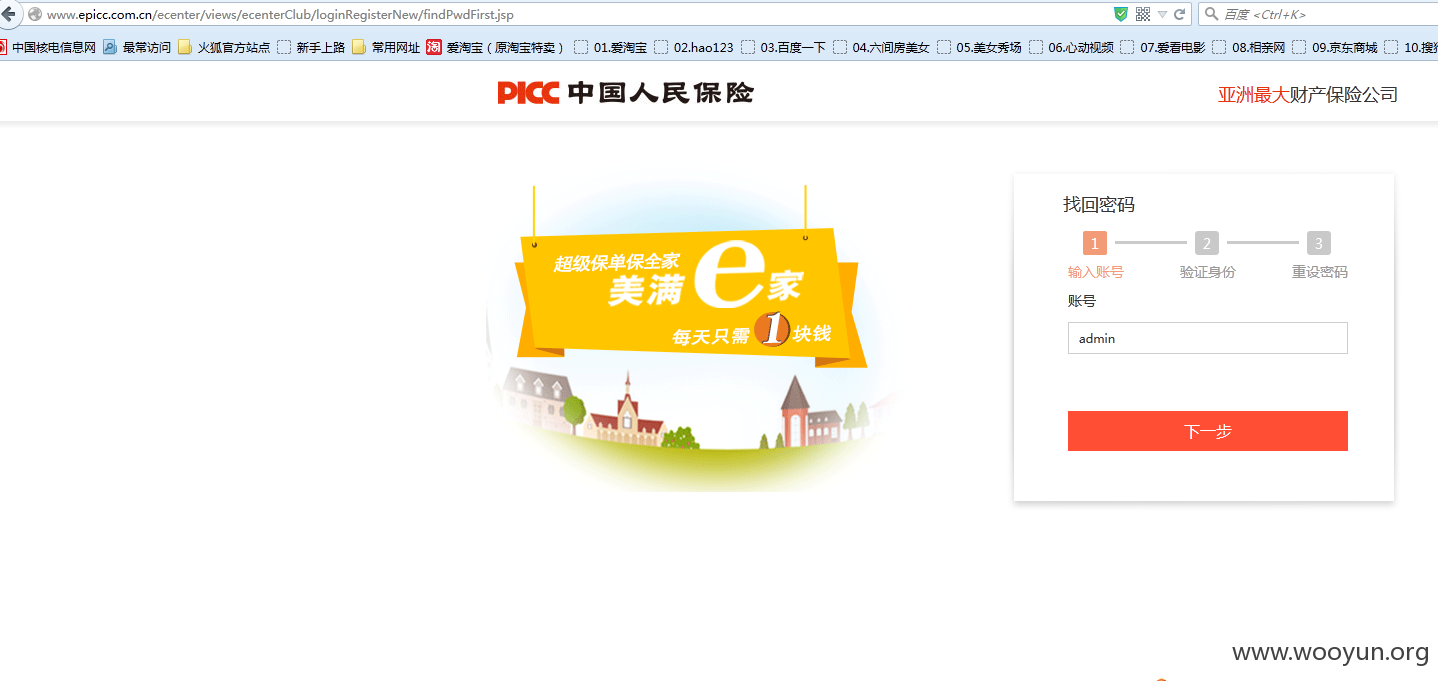 www.epicc.com.cn/ecenter/views/ecenterClub/loginRegisterNew/findPwdFirst.jsp
百度 <Ctrl+K>
中国核电信息网 最常访问 火狐官方站点 新手上路 常用网址 淘 爱淘宝（原淘宝特卖） 01.爱淘宝 02.hao123 03.百度一下 04.六间房美女 05.美女秀场 06.心动视频 07.爱看电影 08.相亲网 09.京东商城 10.搜狐
PICC 中国人民保险
亚洲最大财产保险公司
超级保单保全家
美满e家
每天只需1块钱
找回密码
1 2 3
输入账号 验证身份 重设密码
账号
admin
下一步
www.wooyun.org